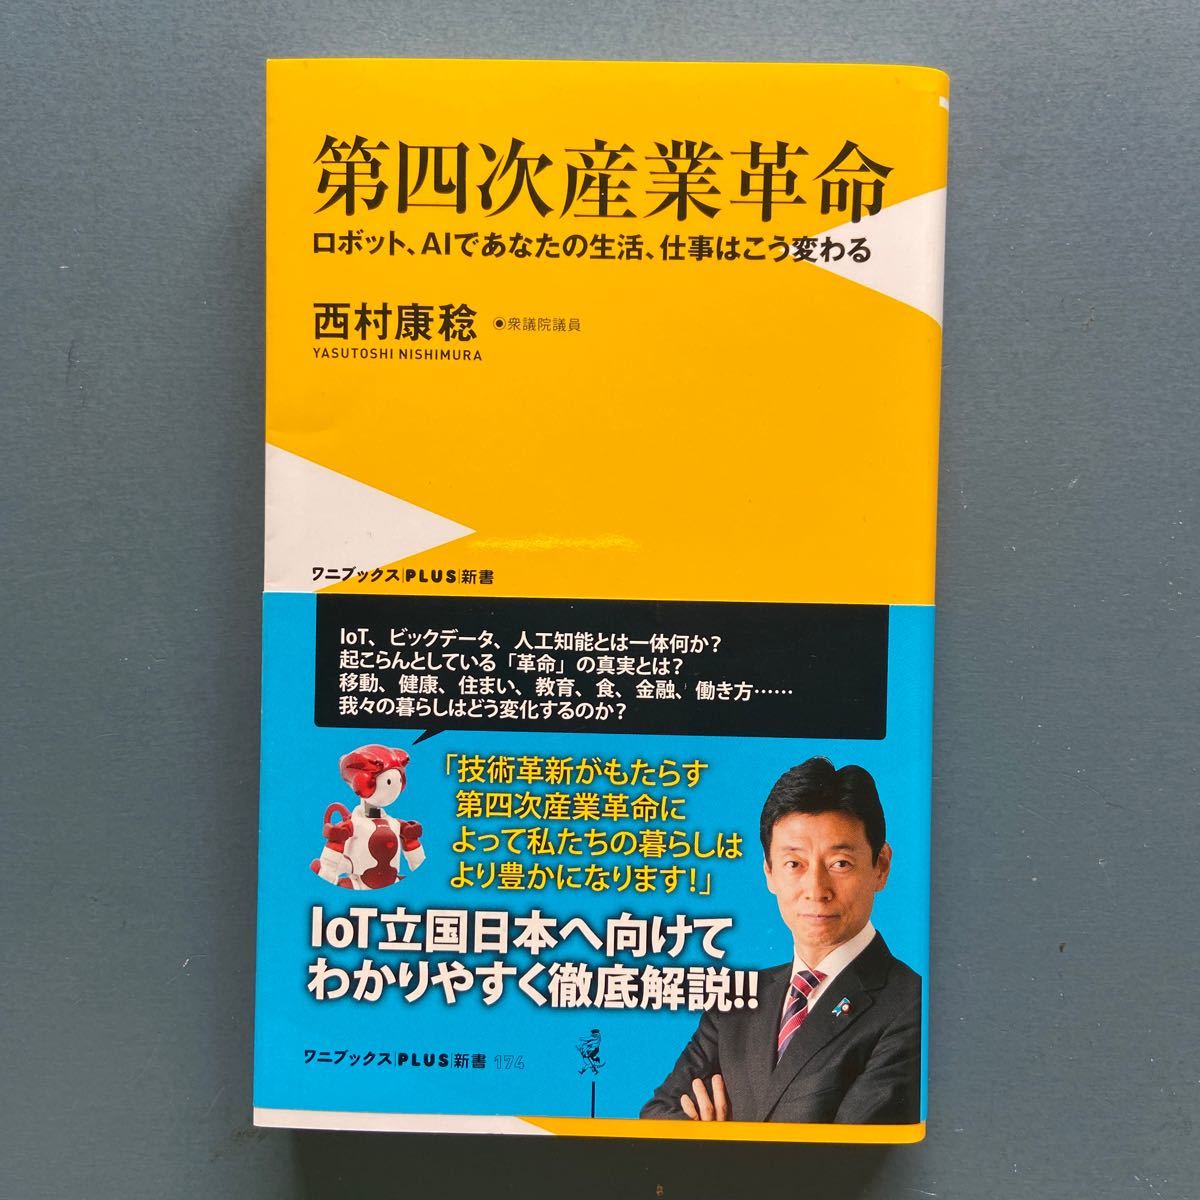 第四次産業革命
ロボット、AIであなたの生活、仕事はこう変わる
西村康稔 ◉衆議院議員
YASUTOSHI NISHIMURA
ワニブックス|PLUS|新書
IoT、ビックデータ、人工知能とは一体何か？
起こらんとしている「革命」の真実とは？
移動、健康、住まい、教育、食、金融、働き方……
我々の暮らしはどう変化するのか？
「技術革新がもたらす
第四次産業革命に
よって私たちの暮らしは
より豊かになります！」
IoT立国日本へ向けて
わかりやすく徹底解説!!
ワニブックス|PLUS|新書 174